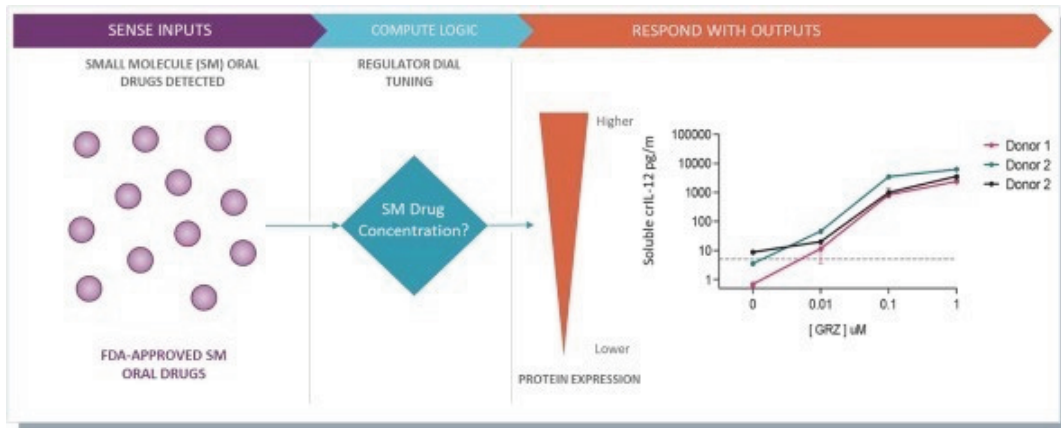 SENSE INPUTS
COMPUTE LOGIC
RESPOND WITH OUTPUTS
SMALL MOLECULE (SM) ORAL
DRUGS DETECTED
FDA-APPROVED SM
ORAL DRUGS
REGULATOR DIAL
TUNING
SM Drug
Concentration?
Higher
Lower
PROTEIN EXPRESSION
Soluble crIL-12 pg/m
100000
10000
1000
100
10
1
0
0.01
0.1
1
[ GRZ ] uM
Donor 1
Donor 2
Donor 2